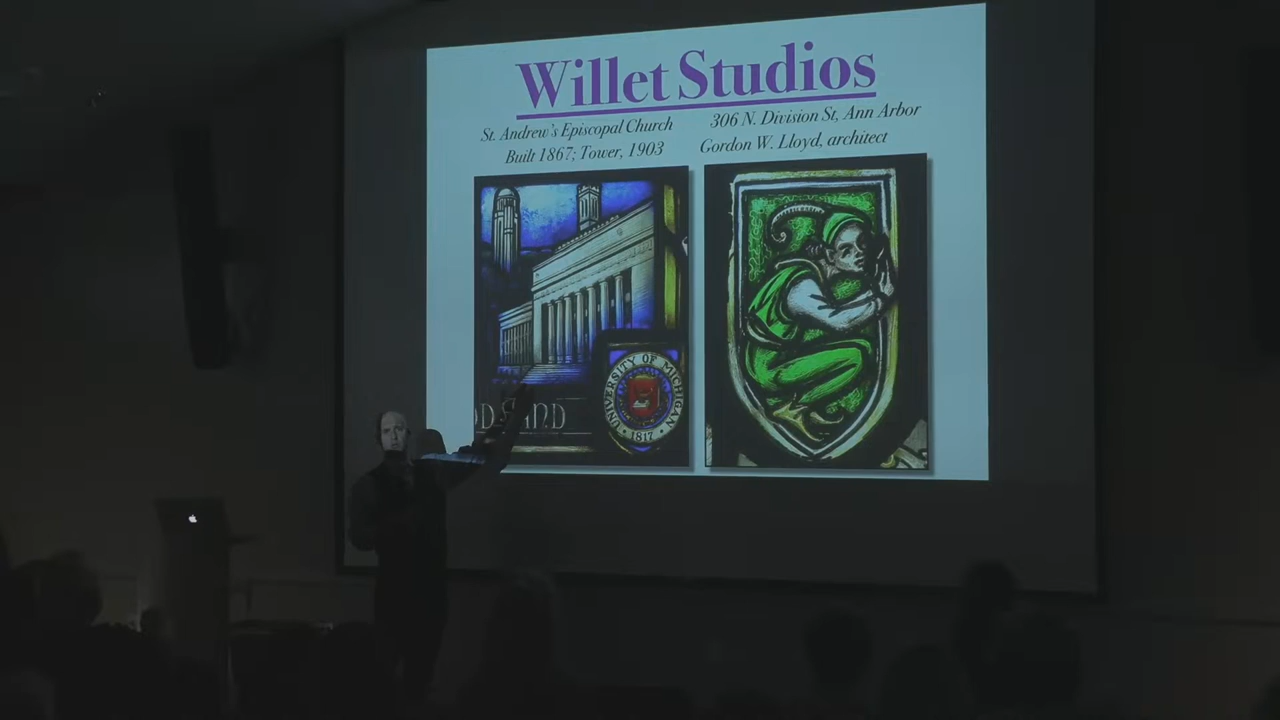 Willet Studios
St. Andrew's Episcopal Church
Built 1867; Tower, 1903
306 N. Division St, Ann Arbor
Gordon W. Lloyd, architect
UNIVERSITY OF MICHIGAN
1817